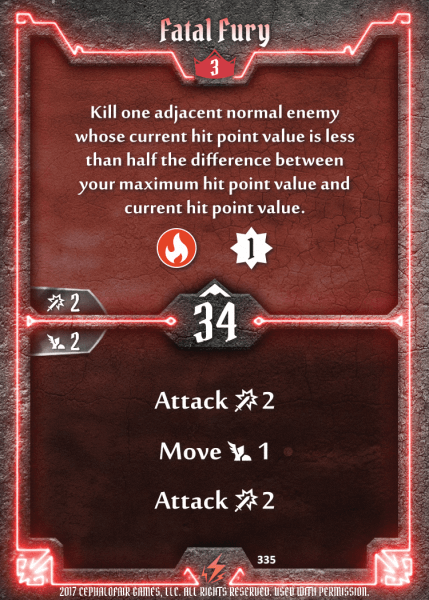 Fatal Fury
3
Kill one adjacent normal enemy
whose current hit point value is less
than half the difference between
your maximum hit point value and
current hit point value.
1
2
34
2
Attack 2
Move 1
Attack 2
335
2017 CEPHALOFAIR GAMES, LLC. ALL RIGHTS RESERVED. USED WITH PERMISSION.